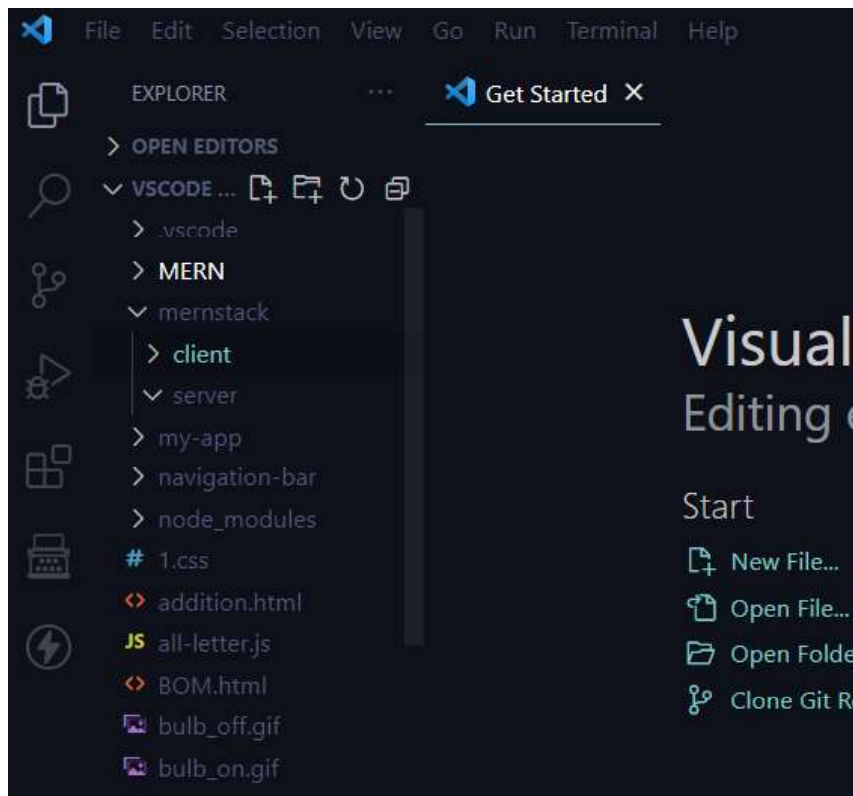 File Edit Selection View Go Run Terminal Help
EXPLORER ...
Get Started
OPEN EDITORS
VSCODE ...
.vscode
MERN
mernstack
client
server
my-app
navigation-bar
node_modules
# 1.css
<> addition.html
JS all-letter.js
<> BOM.html
bulb_off.gif
bulb_on.gif
Visual
Editing e
Start
New File...
Open File...
Open Folde
Clone Git R